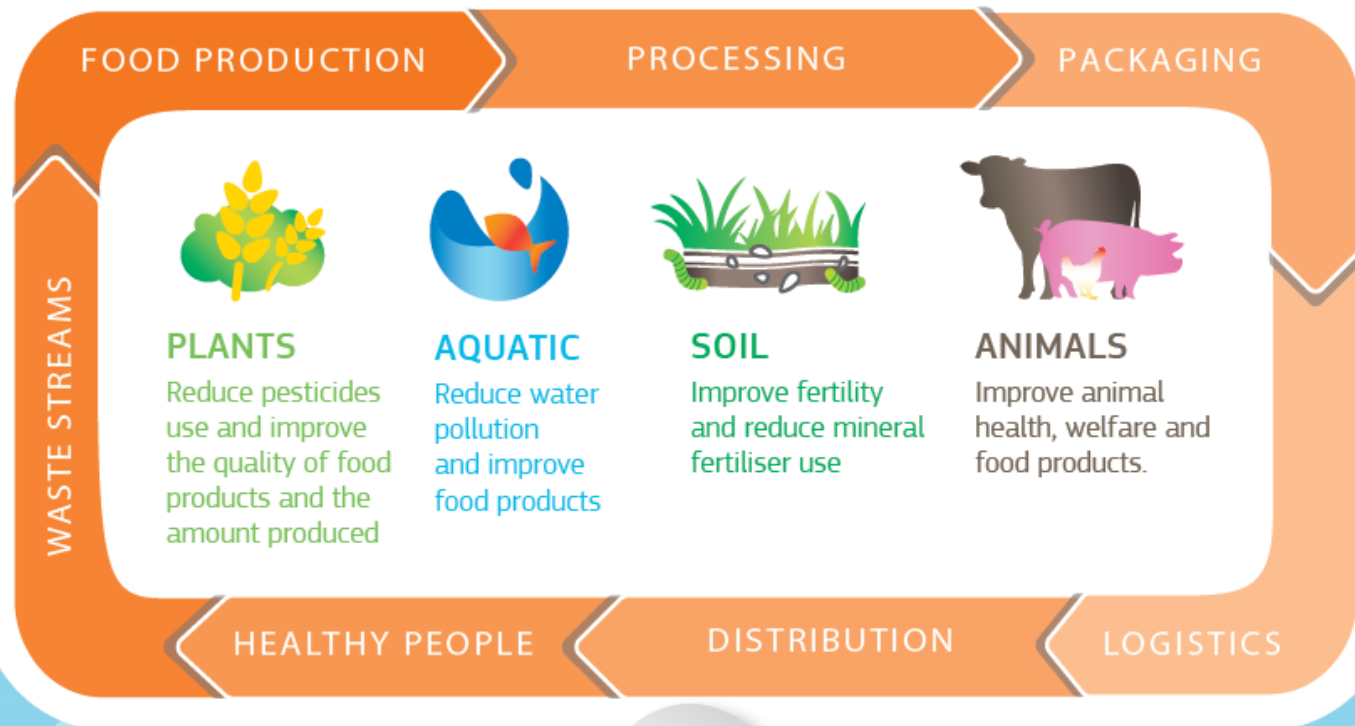 FOOD PRODUCTION
PROCESSING
PACKAGING
PLANTS
Reduce pesticides
use and improve
the quality of food
products and the
amount produced
AQUATIC
Reduce water
pollution
and improve
food products
SOIL
Improve fertility
and reduce mineral
fertiliser use
ANIMALS
Improve animal
health, welfare and
food products.
LOGISTICS
DISTRIBUTION
HEALTHY PEOPLE
WASTE STREAMS